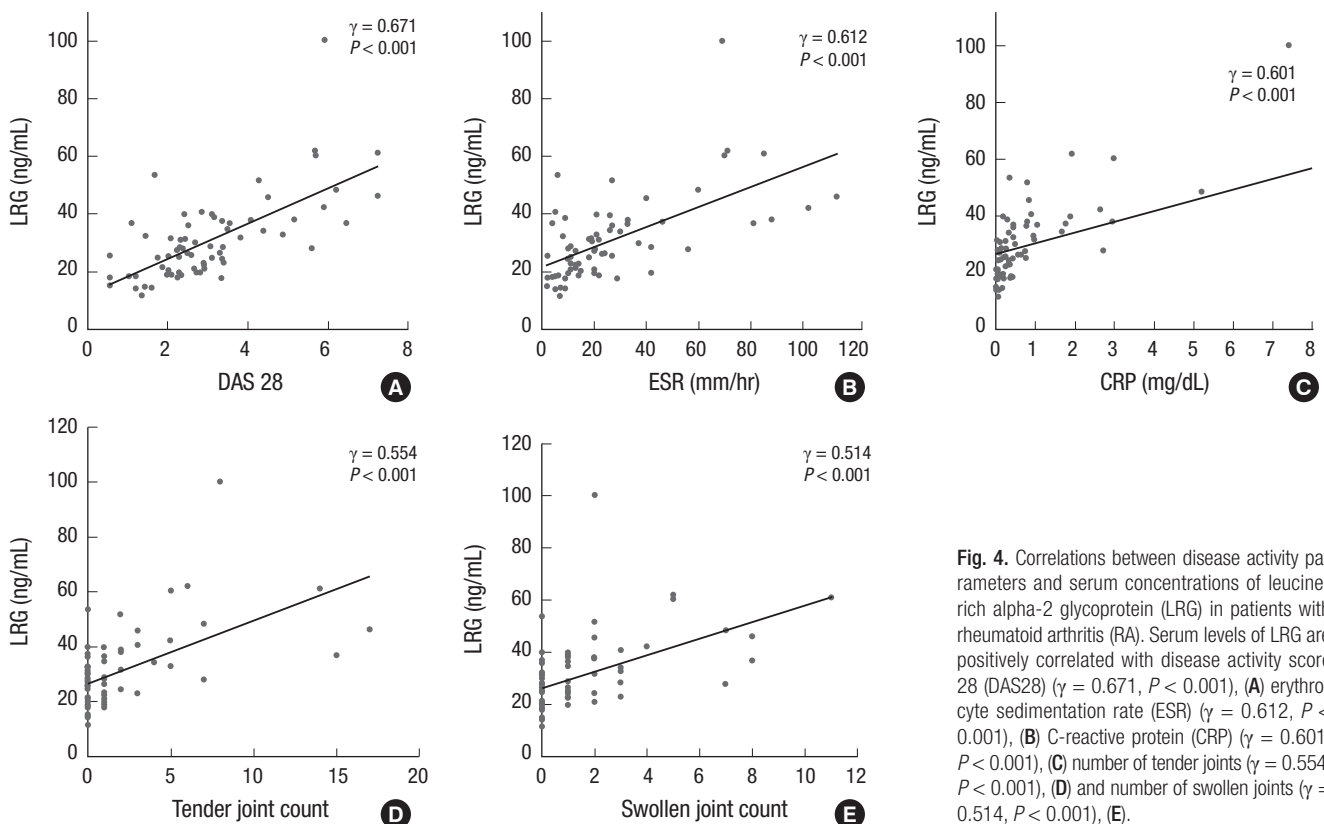 γ = 0.671
P < 0.001
100
80
60
40
20
0
LRG (ng/mL)
0 2 4 6 8
DAS 28
A
γ = 0.612
P < 0.001
100
80
60
40
20
0
LRG (ng/mL)
0 20 40 60 80 100 120
ESR (mm/hr)
B
γ = 0.601
P < 0.001
100
80
60
40
20
0
LRG (ng/mL)
0 1 2 3 4 5 6 7 8
CRP (mg/dL)
C
γ = 0.554
P < 0.001
120
100
80
60
40
20
0
LRG (ng/mL)
0 5 10 15 20
Tender joint count
D
γ = 0.514
P < 0.001
120
100
80
60
40
20
0
LRG (ng/mL)
0 2 4 6 8 10 12
Swollen joint count
E
Fig. 4. Correlations between disease activity pa-
rameters and serum concentrations of leucine-
rich alpha-2 glycoprotein (LRG) in patients with
rheumatoid arthritis (RA). Serum levels of LRG are
positively correlated with disease activity score
28 (DAS28) (γ = 0.671, P < 0.001), (A) erythro-
cyte sedimentation rate (ESR) (γ = 0.612, P <
0.001), (B) C-reactive protein (CRP) (γ = 0.601,
P < 0.001), (C) number of tender joints (γ = 0.554,
P < 0.001), (D) and number of swollen joints (γ =
0.514, P < 0.001), (E).